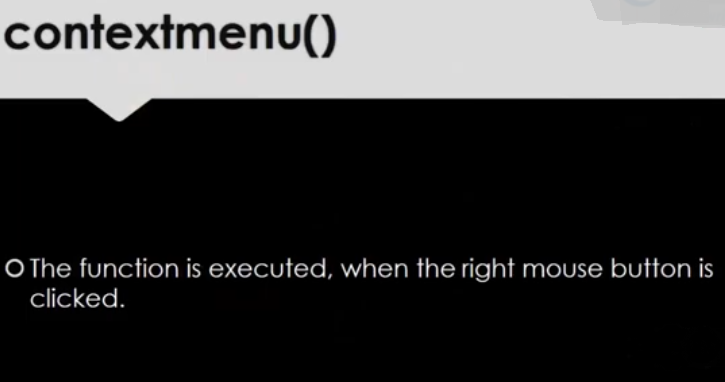 contextmenu()
The function is executed, when the right mouse button is
clicked.